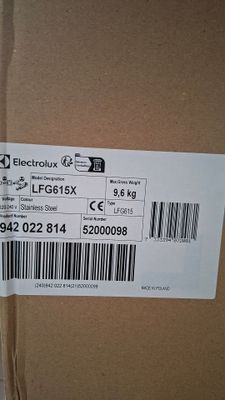 Electrolux
Model Designation
LFG615X
Max.Gross Weight
9,6 kg
Voltage
Colour
Stainless Steel
Type
LFG615
Product Number
942 022 814
Serial Number
52000098
MADE IN POLAND
(240)942 022 814(21)52000098